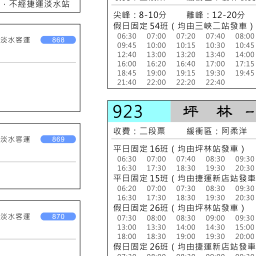 · 不經捷運淡水站
淡水客運 868
淡水客運 869
淡水客運 870
尖峰：8-10分 離峰：12-20分
假日固定54班（均由三峽二站發車）
06:30 07:00 07:20 07:40 08:00
09:45 10:00 10:15 10:30 10:45
12:40 13:00 13:20 13:40 14:00
16:00 16:20 16:40 17:00 17:15
18:45 19:00 19:15 19:30 19:45
21:40 22:00 22:20 22:40
923 坪 林 -
收費：二段票 緩衝區：阿柔洋
平日固定16班（均由坪林站發車）
06:30 07:00 07:40 08:30 09:30
16:30 17:30 18:30 19:30 20:30
平日固定15班（均由捷運新店站發車
06:20 07:00 07:30 08:30 09:30
16:30 17:30 18:30 19:30 20:30
假日固定26班（均由坪林站發車）
07:30 08:00 08:30 09:00 09:30
13:00 13:30 14:00 14:30 15:00
18:00 18:30 19:00 19:30 20:00
假日固定26班（均由捷運新店站發車